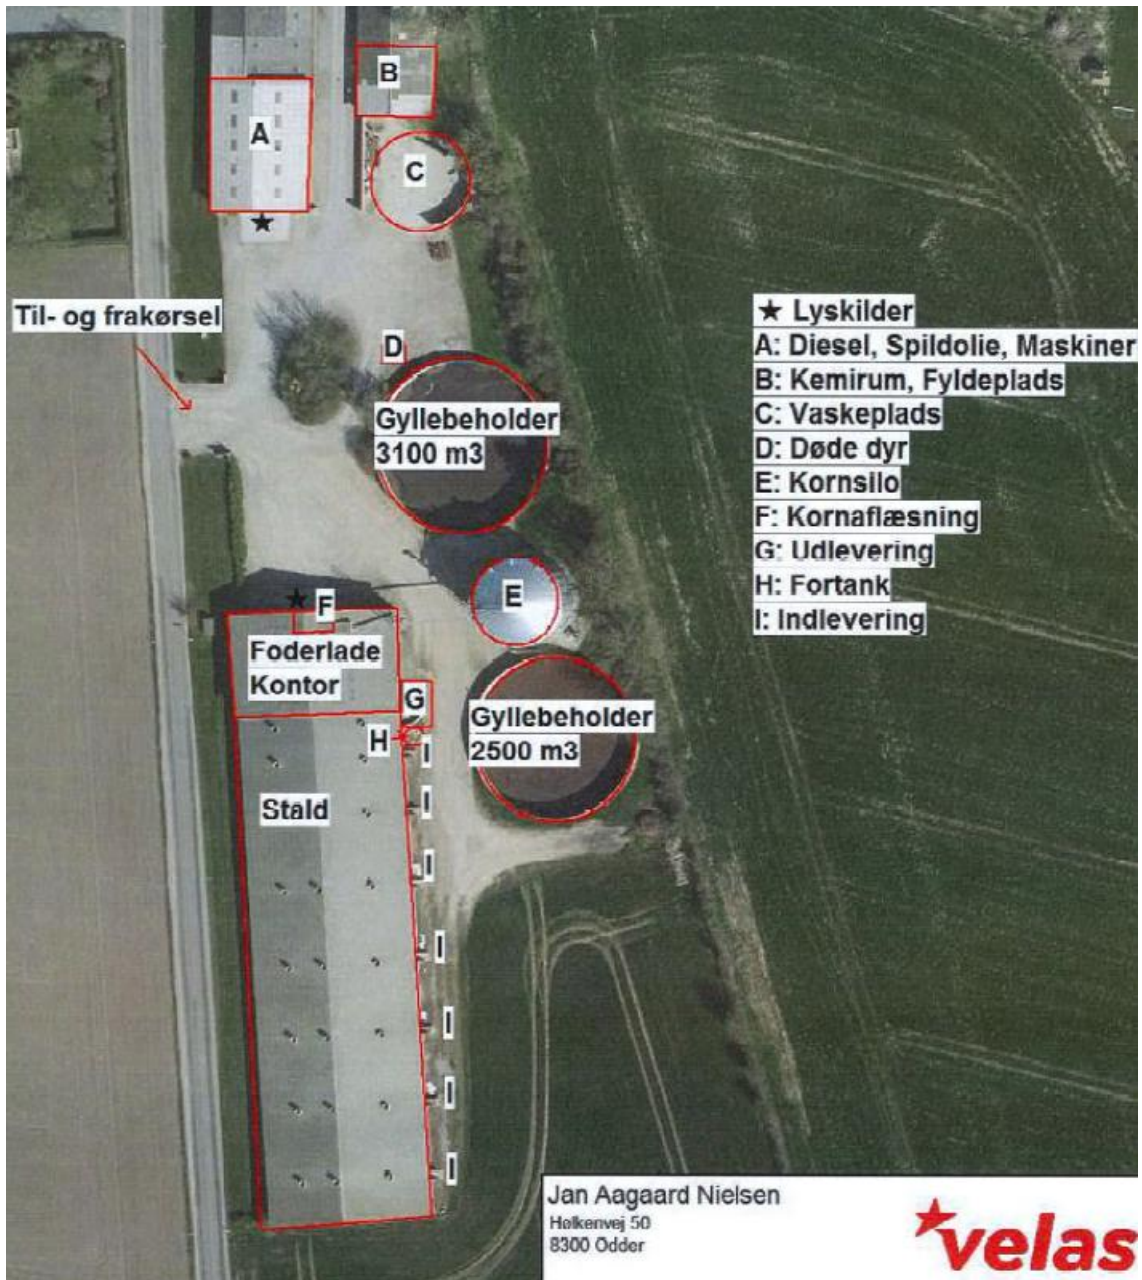 B
A
C
Til- og frakørsel
★ Lyskilder
A: Diesel, Spildolie, Maskiner
B: Kemirum, Fyldeplads
C: Vaskeplads
D: Døde dyr
E: Kornsilo
F: Kornaflæsning
G: Udlevering
H: Fortank
I: Indlevering
D
Gyllebeholder
3100 m3
E
F
Foderlade
Kontor
G
Gyllebeholder
2500 m3
H
I
I
Stald
I
I
I
I
I
Jan Aagaard Nielsen
Hølkenvej 50
8300 Odder
velas